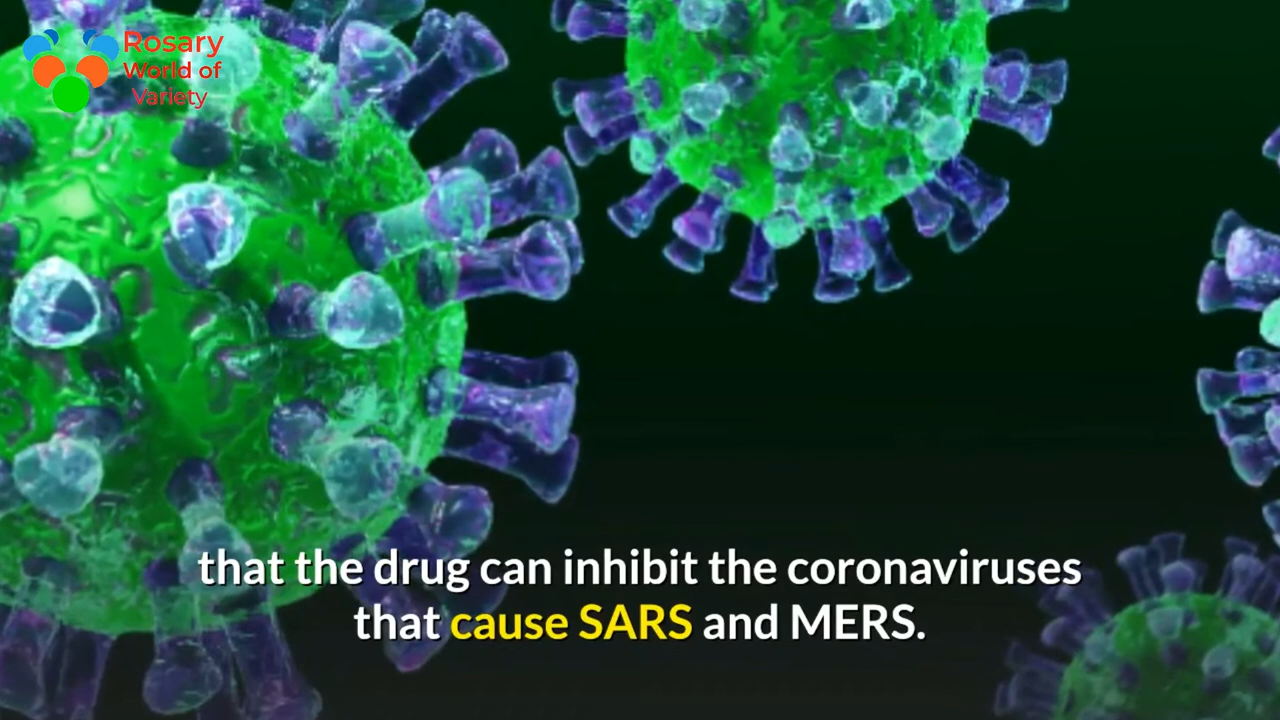 Rosary
World of
Variety
that the drug can inhibit the coronaviruses
that cause SARS and MERS.